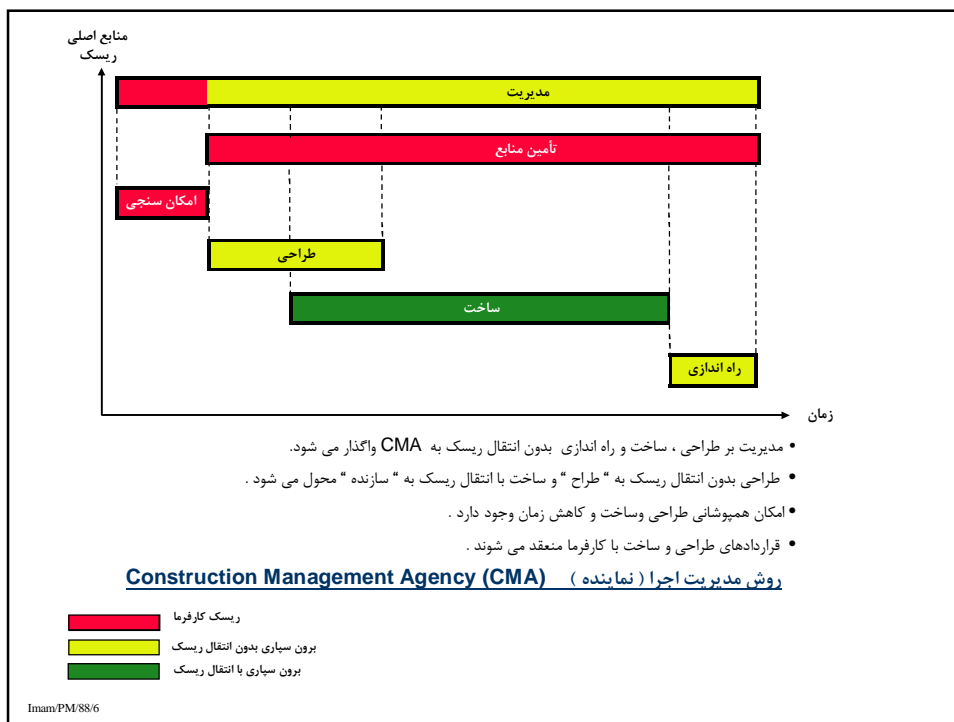 منابع اصلی
ریسک
مدیریت
تأمین منابع
امکان سنجی
طراحی
ساخت
راه اندازی
زمان
• مدیریت بر طراحی ، ساخت و راه اندازی بدون انتقال ریسک به CMA واگذار می شود.
• طراحی بدون انتقال ریسک به “ طراح “ و ساخت با انتقال ریسک به “ سازنده “ محول می شود .
• امکان همپوشانی طراحی وساخت و کاهش زمان وجود دارد .
• قراردادهای طراحی و ساخت با کارفرما منعقد می شوند .
روش مدیریت اجرا ( نماینده ) Construction Management Agency (CMA)
ریسک کارفرما
برون سپاری بدون انتقال ریسک
برون سپاری با انتقال ریسک
Imam/PM/88/6